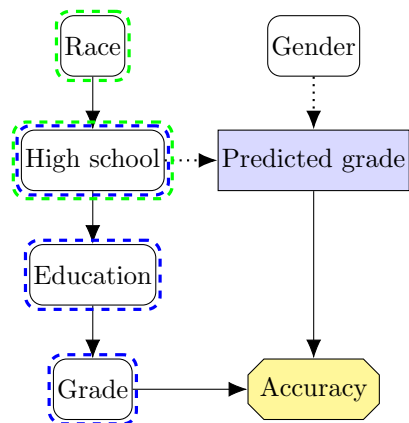 Race
Gender
High school
Predicted grade
Education
Grade
Accuracy